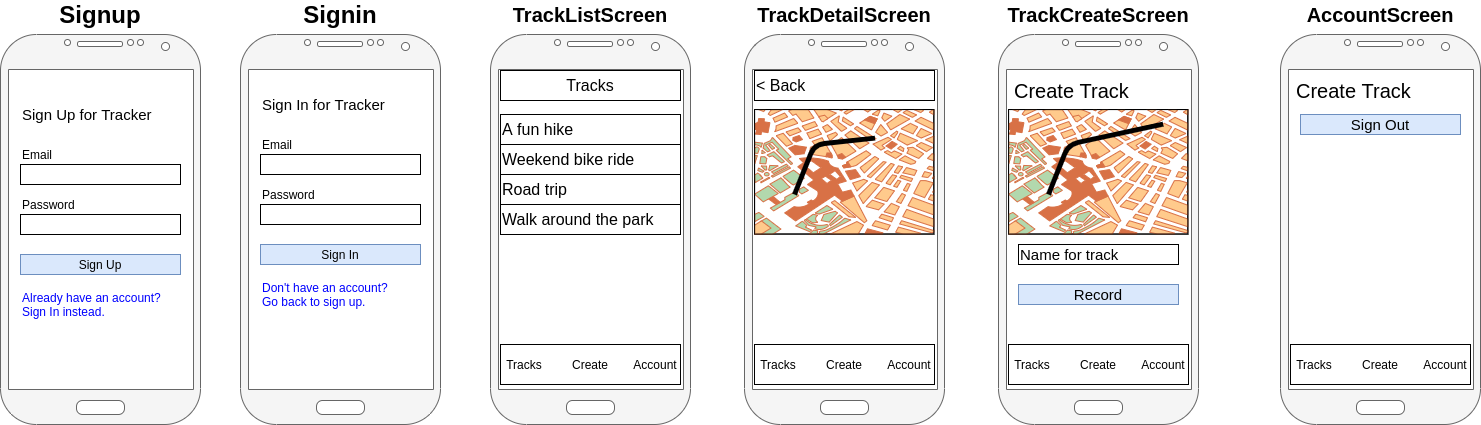 Signup
Sign Up for Tracker
Email
Password
Sign Up
Already have an account?
Sign In instead.
Signin
Sign In for Tracker
Email
Password
Sign In
Don't have an account?
Go back to sign up.
TrackListScreen
Tracks
A fun hike
Weekend bike ride
Road trip
Walk around the park
Tracks Create Account
TrackDetailScreen
< Back
Tracks Create Account
TrackCreateScreen
Create Track
Name for track
Record
Tracks Create Account
AccountScreen
Create Track
Sign Out
Tracks Create Account